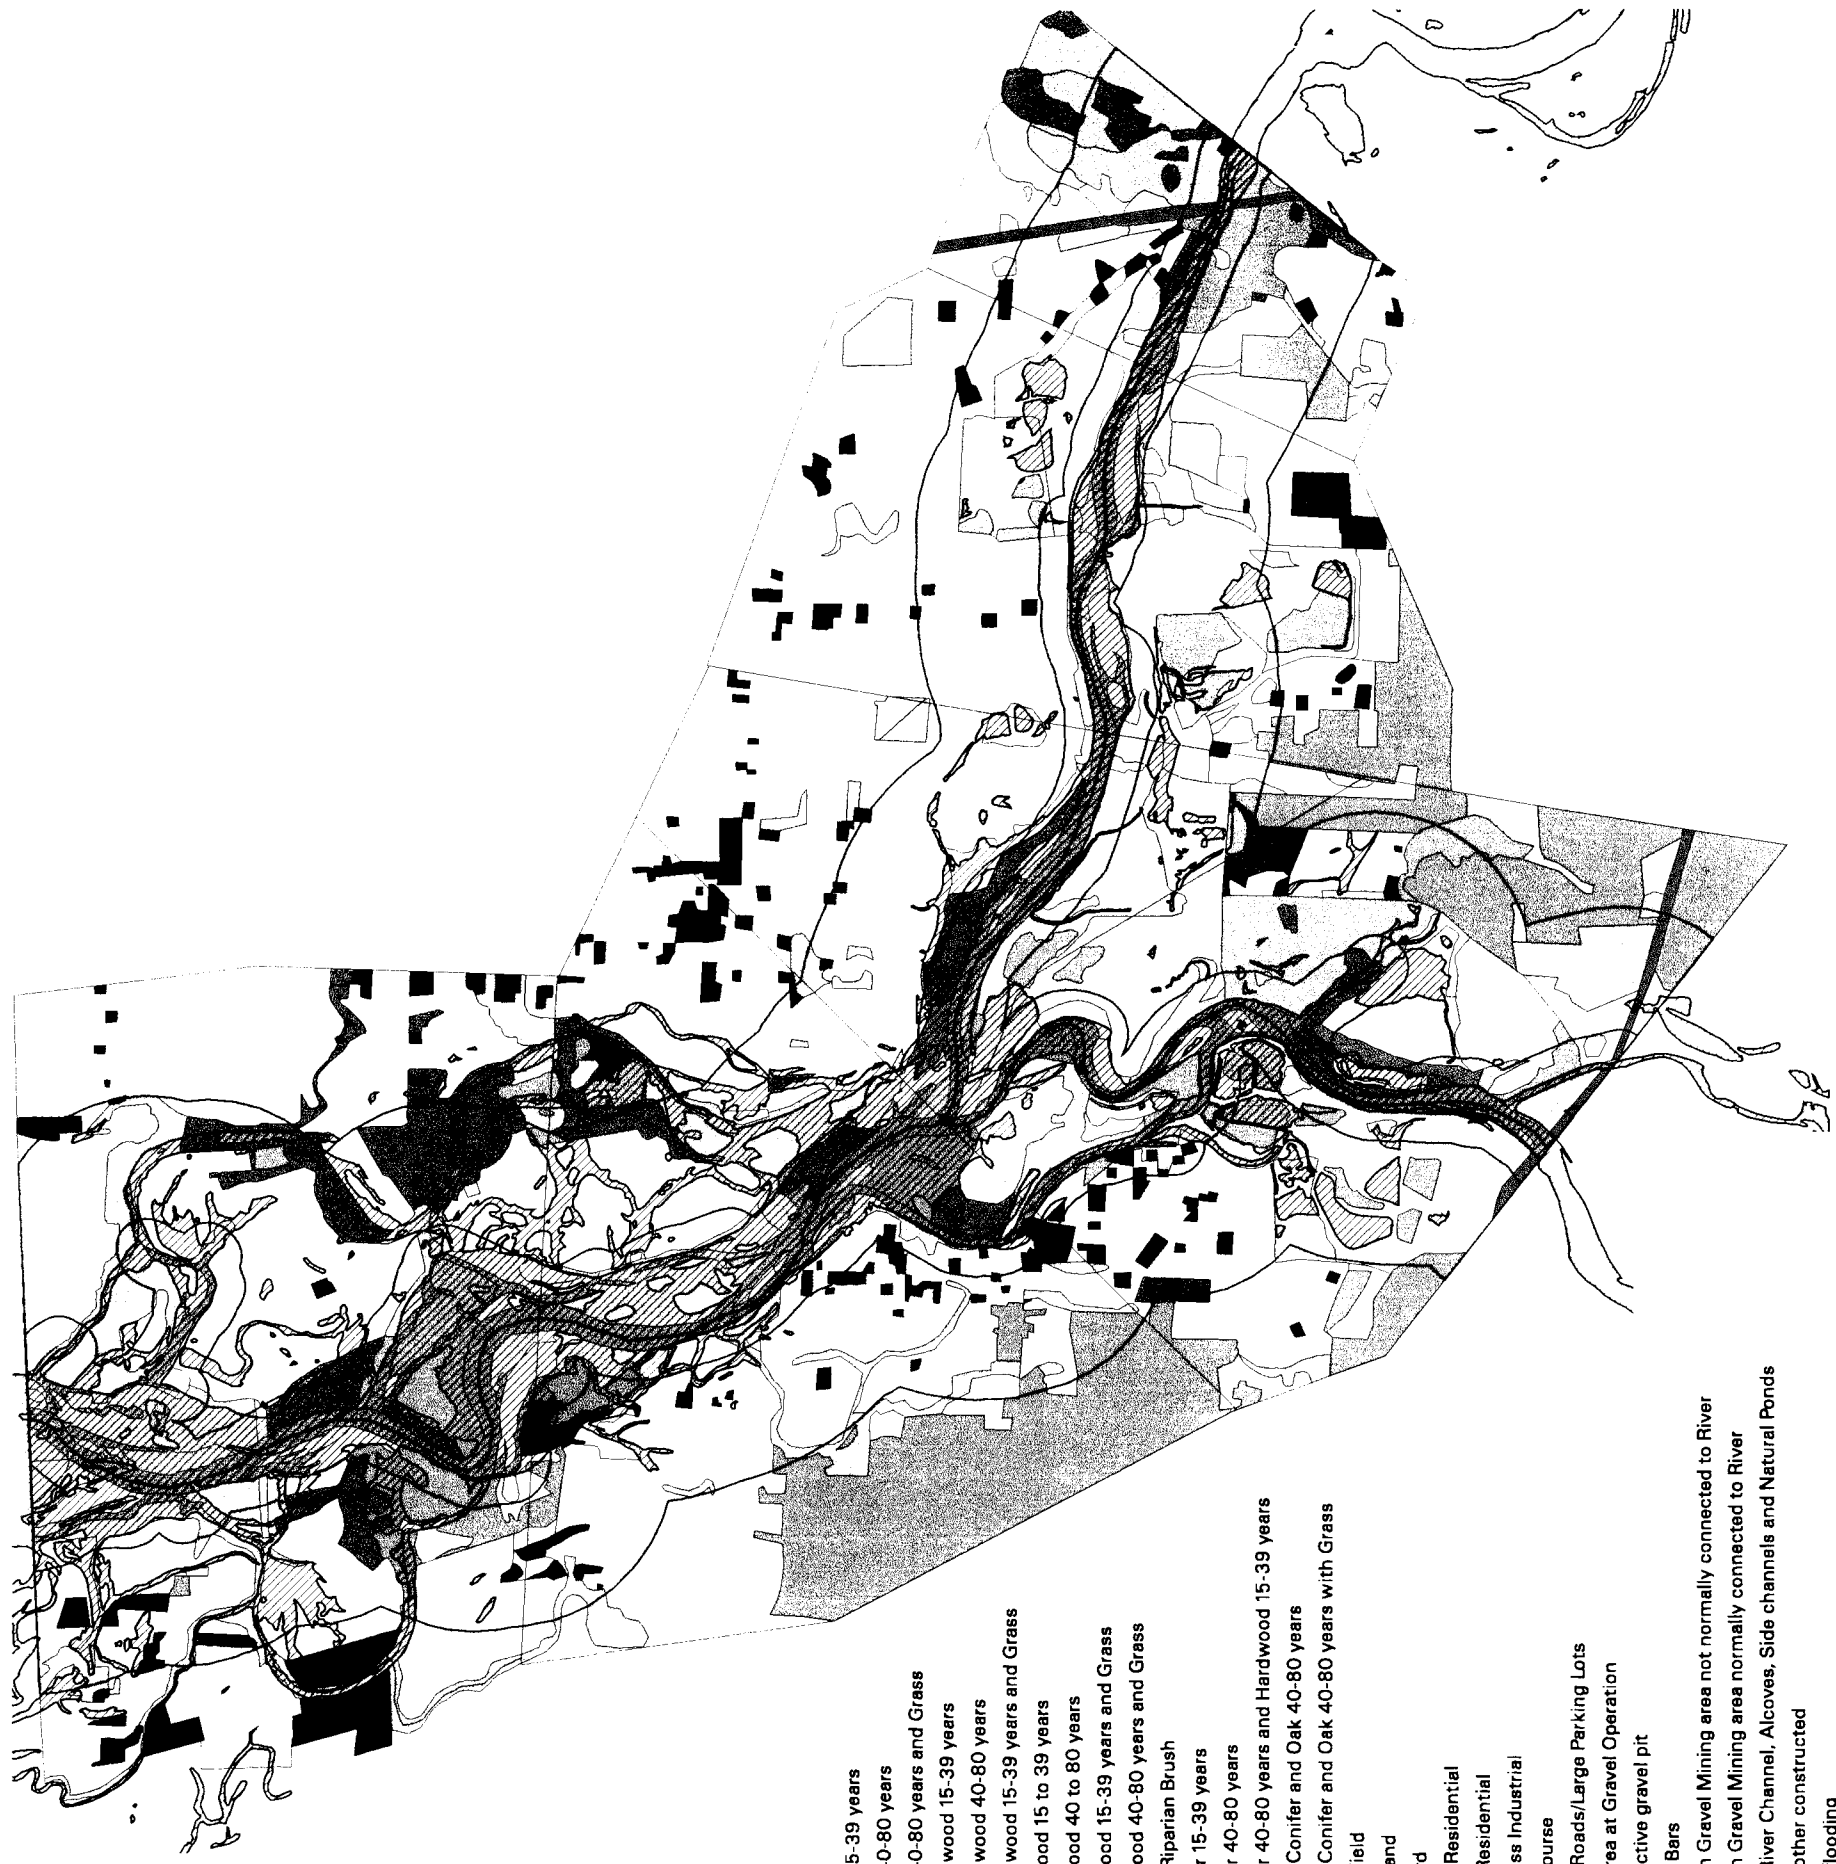 5-39 years
0-80 years
0-80 years and Grass
wood 15-39 years
wood 40-80 years
wood 15-39 years and Grass
ood 15 to 39 years
ood 40 to 80 years
ood 15-39 years and Grass
ood 40-80 years and Grass
Riparian Brush
r 15-39 years
r 40-80 years
r 40-80 years and Hardwood 15-39 years
Conifer and Oak 40-80 years
Conifer and Oak 40-80 years with Grass
ield
and
rd
Residential
Residential
ss Industrial
ourse
Roads/Large Parking Lots
ea at Gravel Operation
ctive gravel pit
Bars
n Gravel Mining area not normally connected to River
n Gravel Mining area normally connected to River
iver Channel, Alcoves, Side channels and Natural Ponds
other constructed
looding